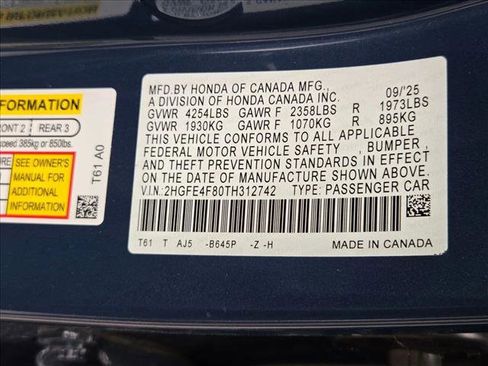 MFD.BY HONDA OF CANADA MFG., 09/'25
A DIVISION OF HONDA CANADA INC.
GVWR 4254LBS GAWR F 2358LBS R 1973LBS
GVWR 1930KG GAWR F 1070KG R 895KG
THIS VEHICLE CONFORMS TO ALL APPLICABLE
FEDERAL MOTOR VEHICLE SAFETY , BUMPER ,
AND THEFT PREVENTION STANDARDS IN EFFECT
ON THE DATE OF MANUFACTURE SHOWN ABOVE.
V.I.N.:2HGFE4F80TH312742 TYPE: PASSENGER CAR
T61 T AJ5 -B645P -Z -H MADE IN CANADA
FORMATION
REAR 3
385kg or 850lbs.
SEE OWNER'S
MANUAL FOR
ADDITIONAL
INFORMATION
T61 A0